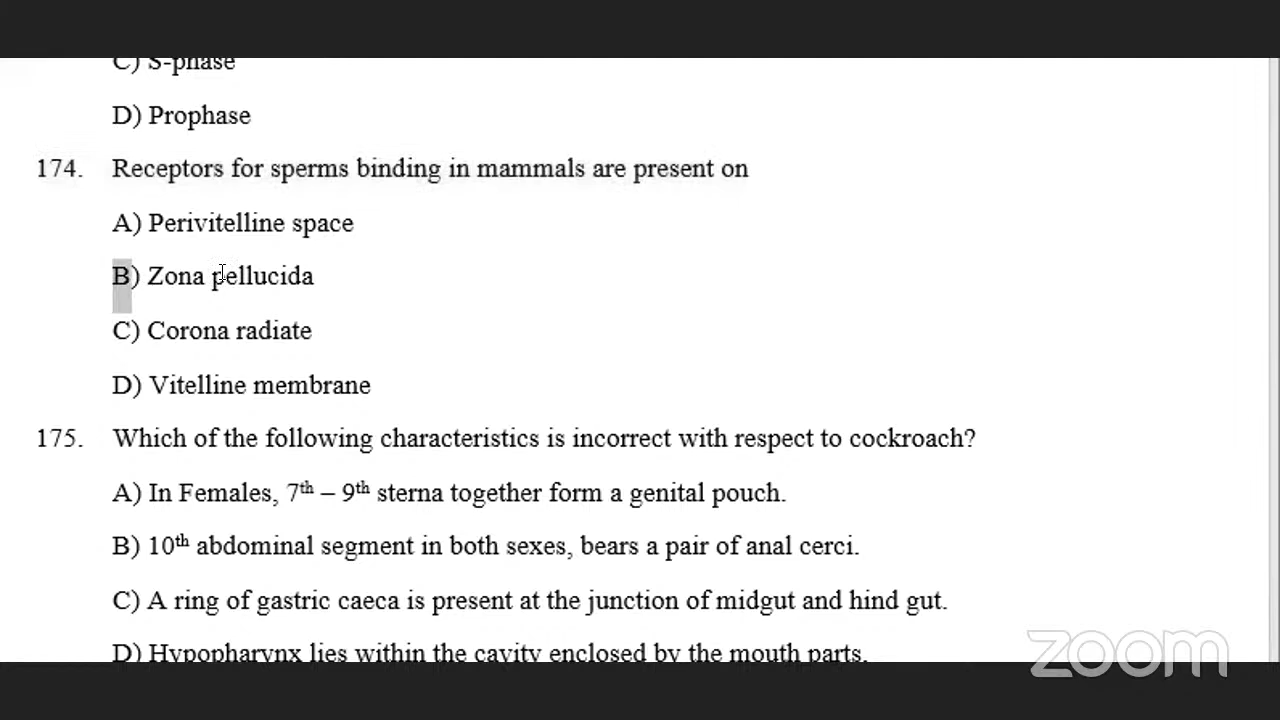 C) S-phase
D) Prophase
174. Receptors for sperms binding in mammals are present on
A) Perivitelline space
B) Zona pellucida
C) Corona radiate
D) Vitelline membrane
175. Which of the following characteristics is incorrect with respect to cockroach?
A) In Females, 7th – 9th sterna together form a genital pouch.
B) 10th abdominal segment in both sexes, bears a pair of anal cerci.
C) A ring of gastric caeca is present at the junction of midgut and hind gut.
D) Hypopharynx lies within the cavity enclosed by the mouth parts.
zoom